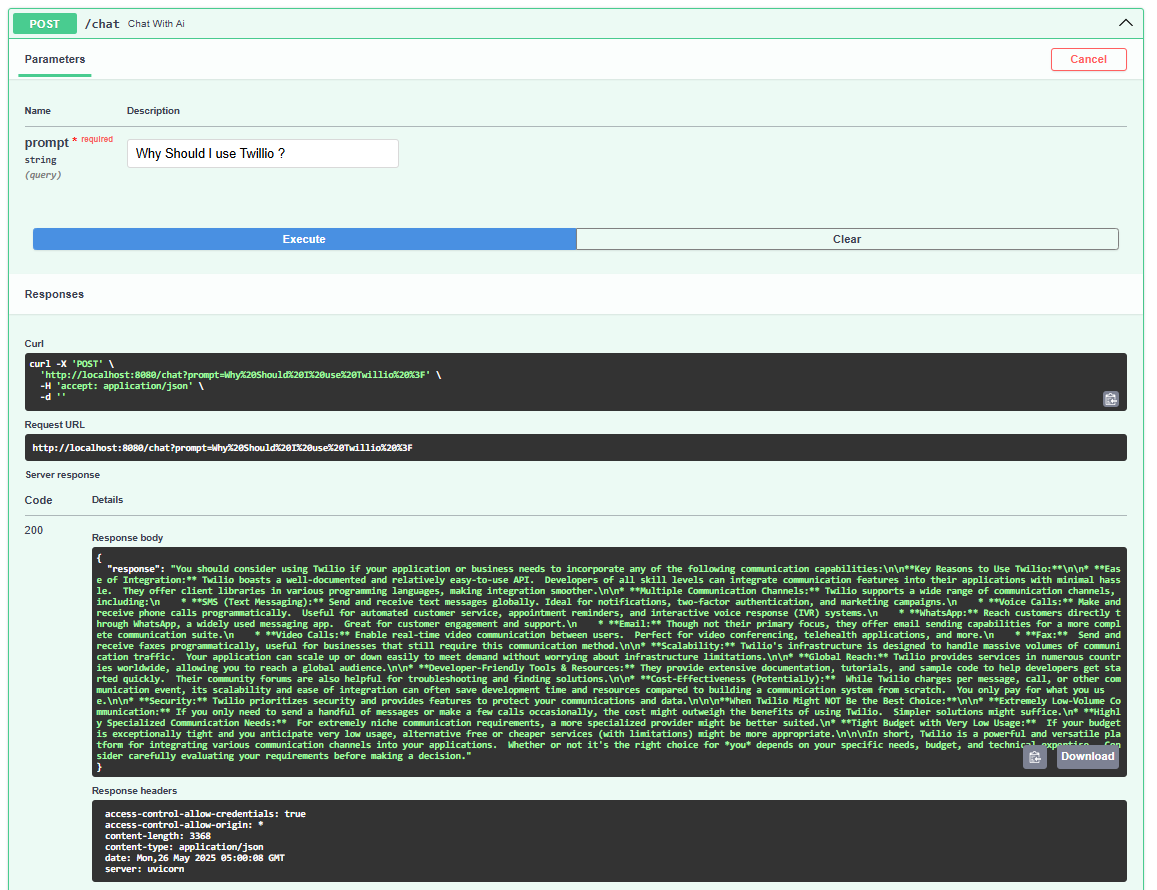 POST /chat Chat With Ai
Parameters
Cancel
Name Description
prompt * required
string
(query)
Why Should I use Twillio ?
Execute
Clear
Responses
Curl
curl -X 'POST' \
  'http://localhost:8080/chat?prompt=Why%20Should%20I%20use%20Twillio%20%3F' \
  -H 'accept: application/json' \
  -d ''
Request URL
http://localhost:8080/chat?prompt=Why%20Should%20I%20use%20Twillio%20%3F
Server response
Code Details
200
Response body
{
  "response": "You should consider using Twilio if your application or business needs to incorporate any of the following communication capabilities:\n\n**Key Reasons to Use Twilio:**\n\n* **Eas
e of Integration:** Twilio boasts a well-documented and relatively easy-to-use API.  Developers of all skill levels can integrate communication features into their applications with minimal hass
le.  They offer client libraries in various programming languages, making integration smoother.\n\n* **Multiple Communication Channels:** Twilio supports a wide range of communication channels,
including:\n    * **SMS (Text Messaging):** Send and receive text messages globally. Ideal for notifications, two-factor authentication, and marketing campaigns.\n    * **Voice Calls:** Make and
receive phone calls programmatically.  Useful for automated customer service, appointment reminders, and interactive voice response (IVR) systems.\n    * **WhatsApp:** Reach customers directly t
hrough WhatsApp, a widely used messaging app.  Great for customer engagement and support.\n    * **Email:** Though not their primary focus, they offer email sending capabilities for a more compl
ete communication suite.\n    * **Video Calls:** Enable real-time video communication between users.  Perfect for video conferencing, telehealth applications, and more.\n    * **Fax:**  Send and
receive faxes programmatically, useful for businesses that still require this communication method.\n\n* **Scalability:** Twilio's infrastructure is designed to handle massive volumes of communi
cation traffic.  Your application can scale up or down easily to meet demand without worrying about infrastructure limitations.\n\n* **Global Reach:** Twilio provides services in numerous countr
ies worldwide, allowing you to reach a global audience.\n\n* **Developer-Friendly Tools & Resources:** They provide extensive documentation, tutorials, and sample code to help developers get sta
rted quickly.  Their community forums are also helpful for troubleshooting and finding solutions.\n\n* **Cost-Effectiveness (Potentially):**  While Twilio charges per message, call, or other com
munication event, its scalability and ease of integration can often save development time and resources compared to building a communication system from scratch.  You only pay for what you us
e.\n\n* **Security:** Twilio prioritizes security and provides features to protect your communications and data.\n\n\n**When Twilio Might NOT Be the Best Choice:**\n\n* **Extremely Low-Volume Co
mmunication:** If you only need to send a handful of messages or make a few calls occasionally, the cost might outweigh the benefits of using Twilio.  Simpler solutions might suffice.\n* **Highl
y Specialized Communication Needs:**  For extremely niche communication requirements, a more specialized provider might be better suited.\n* **Tight Budget with Very Low Usage:**  If your budget
is exceptionally tight and you anticipate very low usage, alternative free or cheaper services (with limitations) might be more appropriate.\n\n\nIn short, Twilio is a powerful and versatile pla
tform for integrating various communication channels into your applications.  Whether or not it's the right choice for *you* depends on your specific needs, budget, and technical expertise.  Con
sider carefully evaluating your requirements before making a decision."
}
Download
Response headers
access-control-allow-credentials: true
access-control-allow-origin: *
content-length: 3368
content-type: application/json
date: Mon,26 May 2025 05:00:08 GMT
server: uvicorn